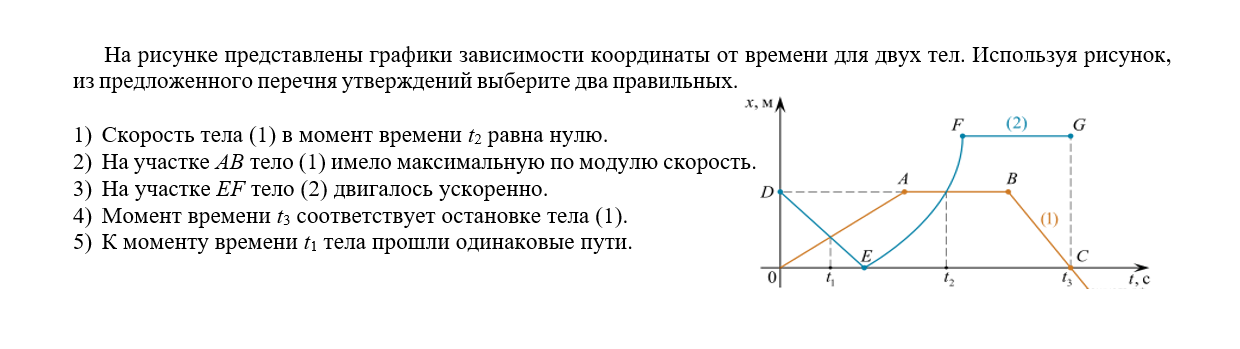 На рисунке представлены графики зависимости координаты от времени для двух тел. Используя рисунок,
из предложенного перечня утверждений выберите два правильных.
1) Скорость тела (1) в момент времени t₂ равна нулю.
2) На участке AB тело (1) имело максимальную по модулю скорость.
3) На участке EF тело (2) двигалось ускоренно.
4) Момент времени t₃ соответствует остановке тела (1).
5) К моменту времени t₁ тела прошли одинаковые пути.
x, м
F (2) G
D A B
(1)
E C
0 t₁ t₂ t₃ t, с